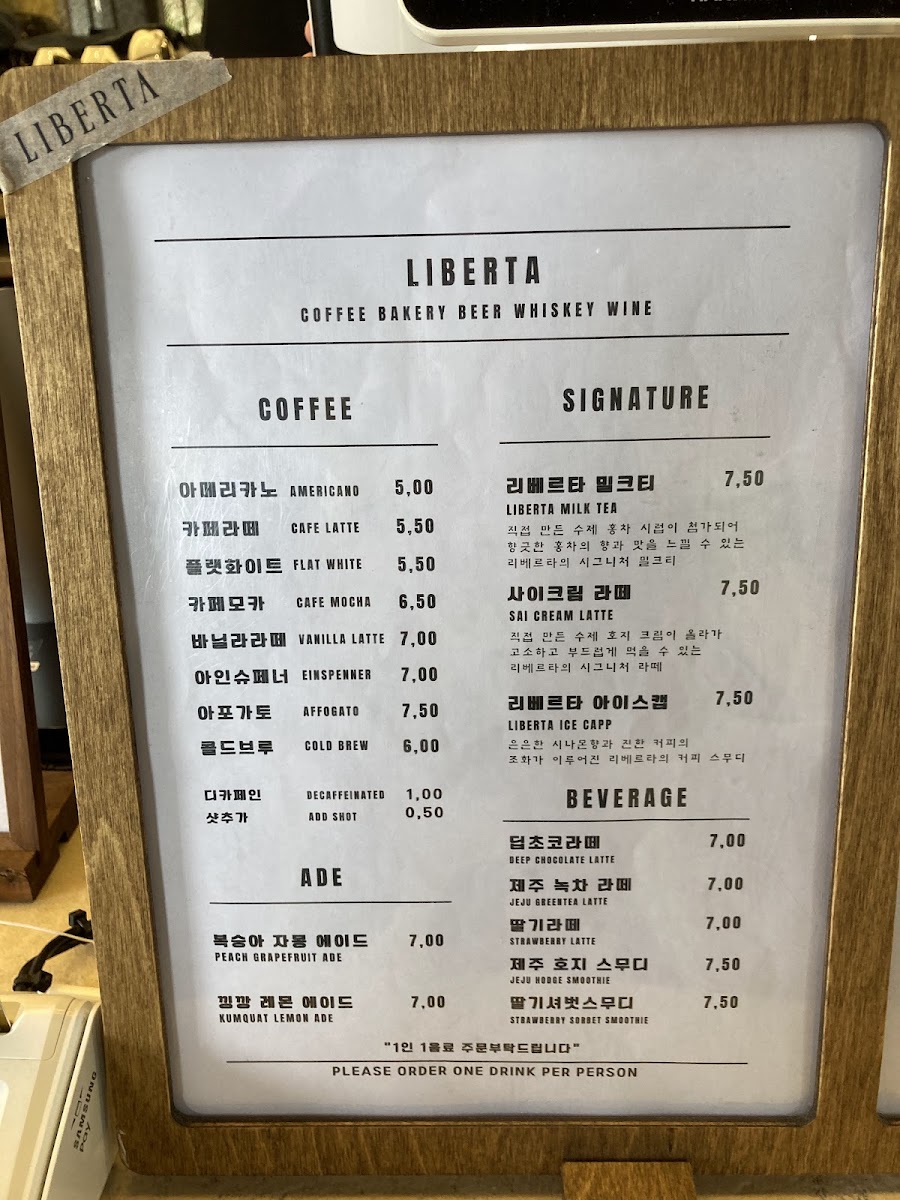 LIBERTA
LIBERTA
COFFEE BAKERY BEER WHISKEY WINE
COFFEE
아메리카노 AMERICANO 5,00
카페라떼 CAFE LATTE 5,50
플랫화이트 FLAT WHITE 5,50
카페모카 CAFE MOCHA 6,50
바닐라라떼 VANILLA LATTE 7,00
아인슈페너 EINSPENNER 7,00
아포가토 AFFOGATO 7,50
콜드브루 COLD BREW 6,00
디카페인 DECAFFEINATED 1,00
샷추가 ADD SHOT 0,50
ADE
복숭아 자몽 에이드 7,00
PEACH GRAPEFRUIT ADE
낑깡 레몬 에이드 7,00
KUMQUAT LEMON ADE
SIGNATURE
리베르타 밀크티 7,50
LIBERTA MILK TEA
직접 만든 수제 홍차 시럽이 첨가되어
향긋한 홍차의 향과 맛을 느낄 수 있는
리베르타의 시그니처 밀크티
사이크림 라떼 7,50
SAI CREAM LATTE
직접 만든 수제 호지 크림이 올라가
고소하고 부드럽게 먹을 수 있는
리베르타의 시그니처 라떼
리베르타 아이스캡 7,50
LIBERTA ICE CAPP
은은한 시나몬향과 진한 커피의
조화가 이루어진 리베르타의 커피 스무디
BEVERAGE
딥초코라떼 7,00
DEEP CHOCOLATE LATTE
제주 녹차 라떼 7,00
JEJU GREENTEA LATTE
딸기라떼 7,00
STRAWBERRY LATTE
제주 호지 스무디 7,50
JEJU HODGE SMOOTHIE
딸기셔벗스무디 7,50
STRAWBERRY SORBET SMOOTHIE
"1인 1음료 주문부탁드립니다"
PLEASE ORDER ONE DRINK PER PERSON
SAMSUNG
pay